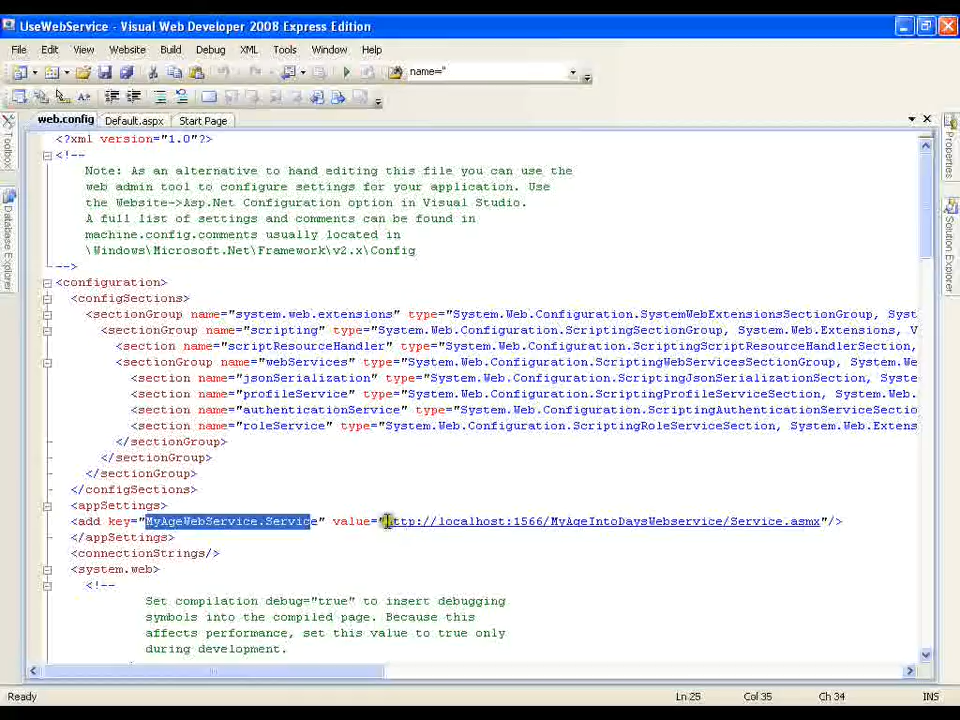 UseWebService - Visual Web Developer 2008 Express Edition
File Edit View Website Build Debug XML Tools Window Help
name="
web.config Default.aspx Start Page
Toolbox
Database Explorer
Properties
Solution Explorer
<?xml version="1.0"?>
<!--
Note: As an alternative to hand editing this file you can use the
web admin tool to configure settings for your application. Use
the Website->Asp.Net Configuration option in Visual Studio.
A full list of settings and comments can be found in
machine.config.comments usually located in
\Windows\Microsoft.Net\Framework\v2.x\Config
-->
<configuration>
<configSections>
<sectionGroup name="system.web.extensions" type="System.Web.Configuration.SystemWebExtensionsSectionGroup, Syst
<sectionGroup name="scripting" type="System.Web.Configuration.ScriptingSectionGroup, System.Web.Extensions, V
<section name="scriptResourceHandler" type="System.Web.Configuration.ScriptingScriptResourceHandlerSection,
<sectionGroup name="webServices" type="System.Web.Configuration.ScriptingWebServicesSectionGroup, System.We
<section name="jsonSerialization" type="System.Web.Configuration.ScriptingJsonSerializationSection, Syste
<section name="profileService" type="System.Web.Configuration.ScriptingProfileServiceSection, System.Web.
<section name="authenticationService" type="System.Web.Configuration.ScriptingAuthenticationServiceSectio
<section name="roleService" type="System.Web.Configuration.ScriptingRoleServiceSection, System.Web.Extens
</sectionGroup>
</sectionGroup>
</sectionGroup>
</configSections>
<appSettings>
<add key="MyAgeWebService.Service" value="http://localhost:1566/MyAgeIntoDaysWebservice/Service.asmx"/>
</appSettings>
<connectionStrings/>
<system.web>
<!--
Set compilation debug="true" to insert debugging
symbols into the compiled page. Because this
affects performance, set this value to true only
during development.
Ready Ln 25 Col 35 Ch 34 INS